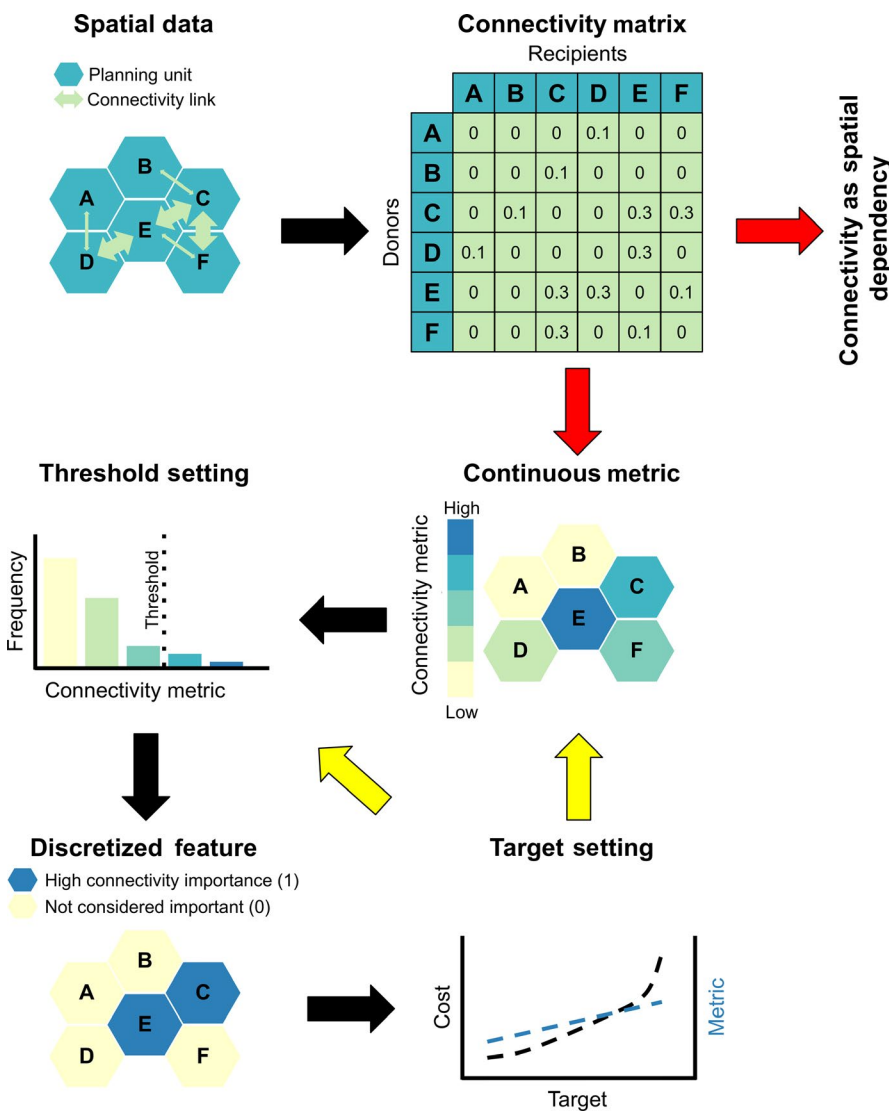 Spatial data
Planning unit
Connectivity link
B
A
C
E
D
F
Connectivity matrix
Recipients
Donors
A B C D E F
A 0 0 0 0.1 0 0
B 0 0 0.1 0 0 0
C 0 0.1 0 0 0.3 0.3
D 0.1 0 0 0 0.3 0
E 0 0 0.3 0.3 0 0.1
F 0 0 0.3 0 0.1 0
Connectivity as spatial
dependency
Threshold setting
Frequency
Threshold
Connectivity metric
Continuous metric
High
Connectivity metric
Low
B
A
C
E
D
F
Discretized feature
High connectivity importance (1)
Not considered important (0)
B
A
C
E
D
F
Target setting
Cost
Metric
Target